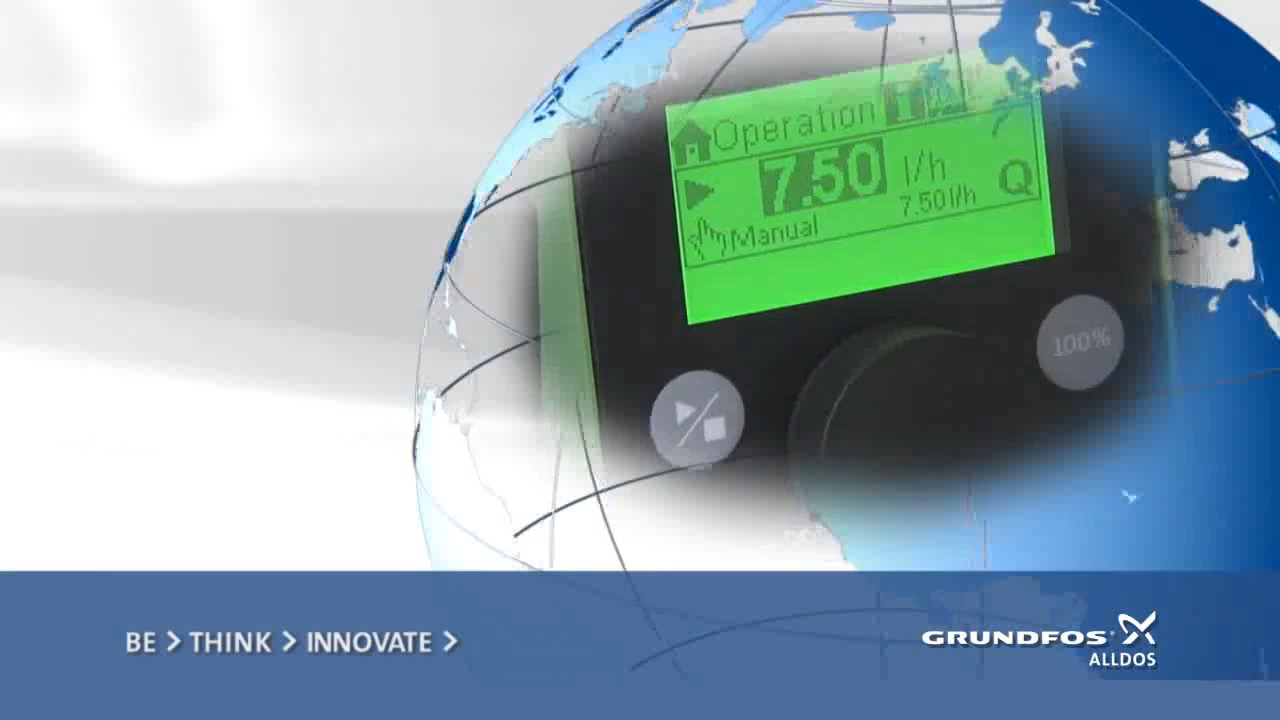 Operation
7.50 l/h
7.50 l/h
Manual
Q
100%
BE > THINK > INNOVATE >
GRUNDFOS
ALLDOS